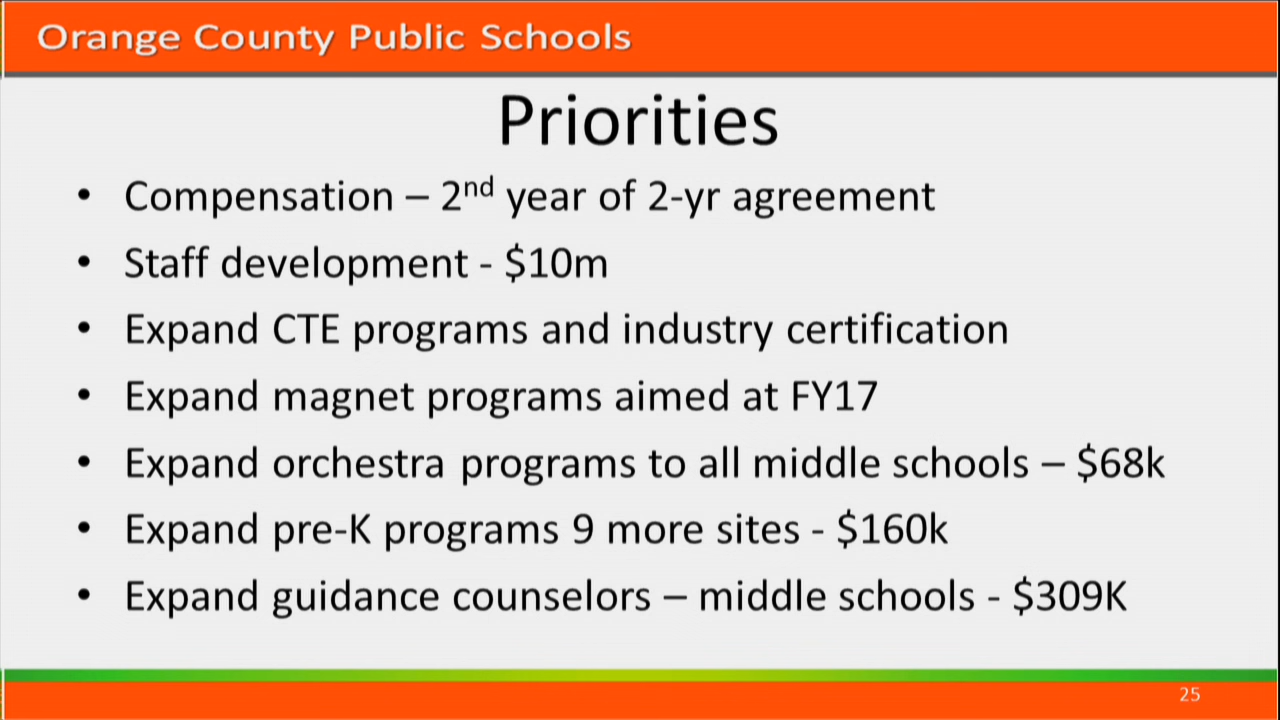 Orange County Public Schools
Priorities
• Compensation – 2nd year of 2-yr agreement
• Staff development - $10m
• Expand CTE programs and industry certification
• Expand magnet programs aimed at FY17
• Expand orchestra programs to all middle schools – $68k
• Expand pre-K programs 9 more sites - $160k
• Expand guidance counselors – middle schools - $309K
25